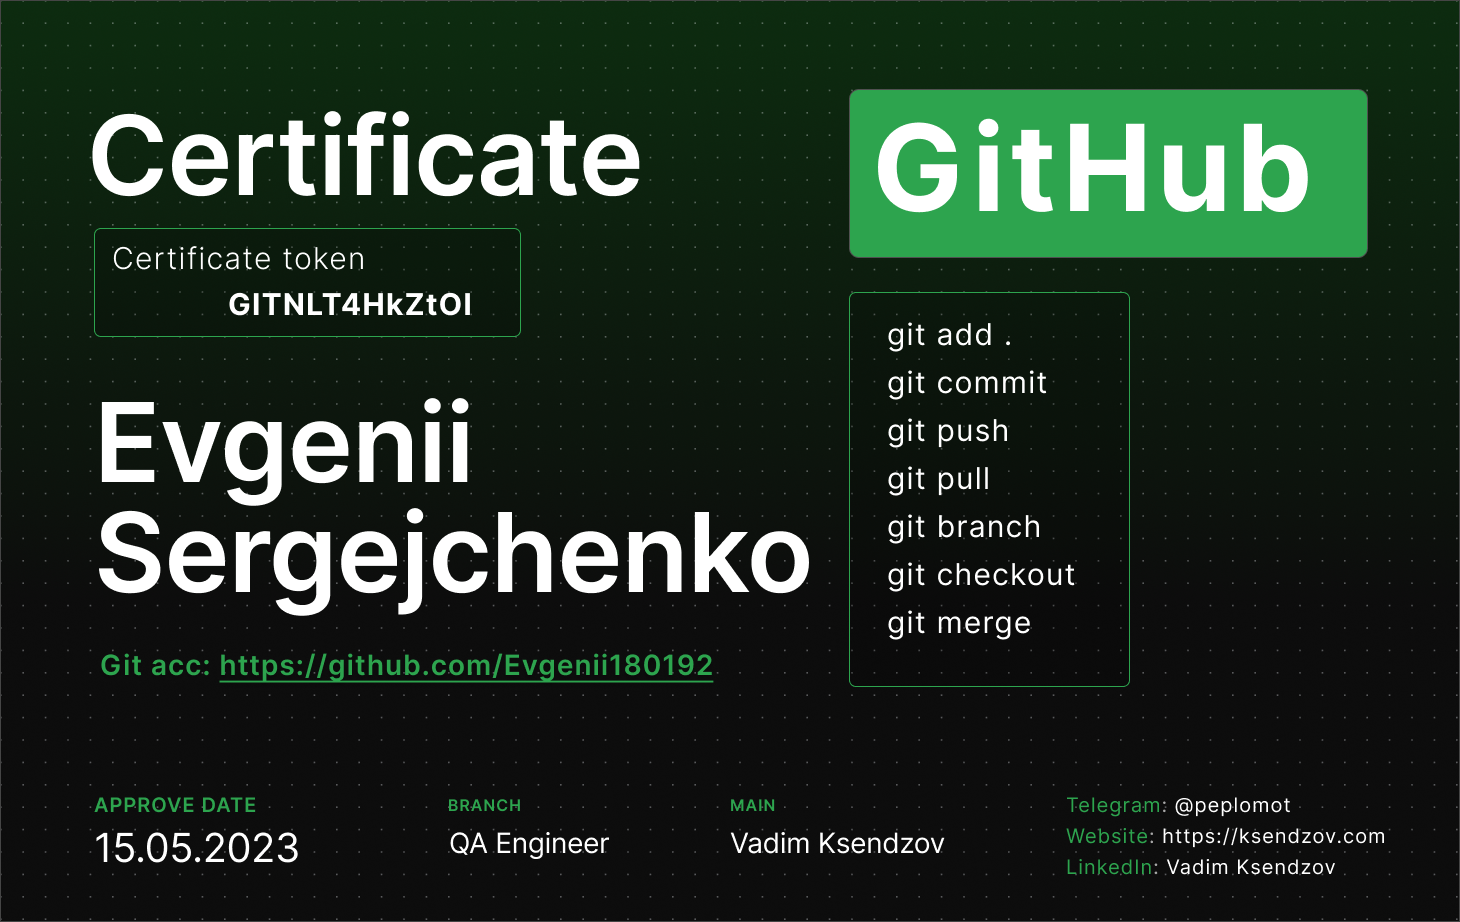 Certificate
GitHub
Certificate token
GITNLT4HkZtOI
Evgenii
Sergejchenko
Git acc: https://github.com/Evgenii180192
git add .
git commit
git push
git pull
git branch
git checkout
git merge
APPROVE DATE
15.05.2023
BRANCH
QA Engineer
MAIN
Vadim Ksendzov
Telegram: @peplomot
Website: https://ksendzov.com
LinkedIn: Vadim Ksendzov